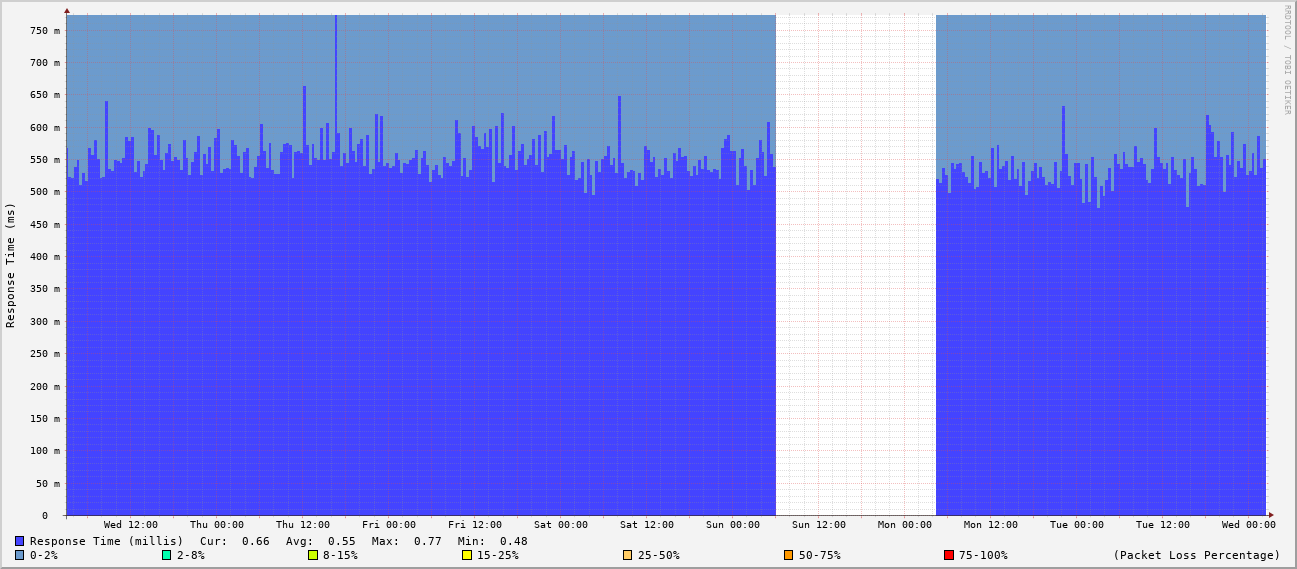 RRDTOOL / TOBI OETIKER
Response Time (ms)
750 m
700 m
650 m
600 m
550 m
500 m
450 m
400 m
350 m
300 m
250 m
200 m
150 m
100 m
50 m
0
Wed 12:00 Thu 00:00 Thu 12:00 Fri 00:00 Fri 12:00 Sat 00:00 Sat 12:00 Sun 00:00 Sun 12:00 Mon 00:00 Mon 12:00 Tue 00:00 Tue 12:00 Wed 00:00
Response Time (millis) Cur: 0.66 Avg: 0.55 Max: 0.77 Min: 0.48
0-2% 2-8% 8-15% 15-25% 25-50% 50-75% 75-100% (Packet Loss Percentage)